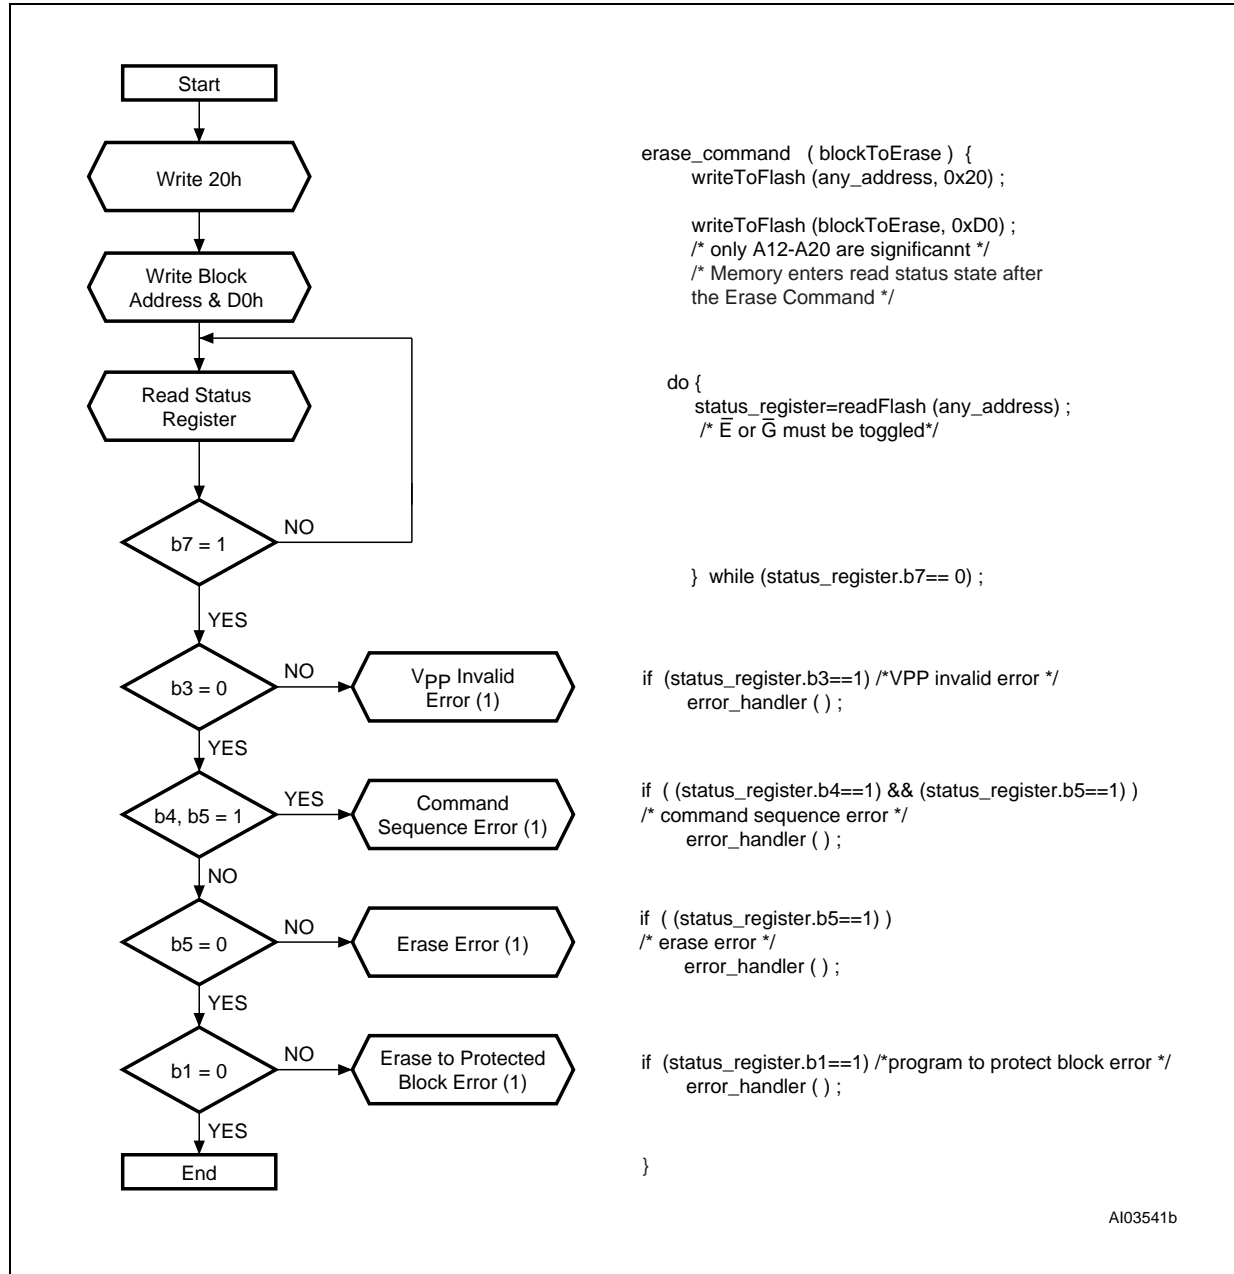 Start
Write 20h
Write Block
Address & D0h
Read Status
Register
b7 = 1
NO
YES
b3 = 0
NO
VPP Invalid
Error (1)
YES
b4, b5 = 1
YES
Command
Sequence Error (1)
NO
b5 = 0
NO
Erase Error (1)
YES
b1 = 0
NO
Erase to Protected
Block Error (1)
YES
End
erase_command ( blockToErase ) {
writeToFlash (any_address, 0x20) ;
writeToFlash (blockToErase, 0xD0) ;
/* only A12-A20 are significannt */
/* Memory enters read status state after
the Erase Command */
do {
status_register=readFlash (any_address) ;
/* E̅ or G̅ must be toggled*/
} while (status_register.b7== 0) ;
if (status_register.b3==1) /*VPP invalid error */
error_handler ( ) ;
if ( (status_register.b4==1) && (status_register.b5==1) )
/* command sequence error */
error_handler ( ) ;
if ( (status_register.b5==1) )
/* erase error */
error_handler ( ) ;
if (status_register.b1==1) /*program to protect block error */
error_handler ( ) ;
}
AI03541b